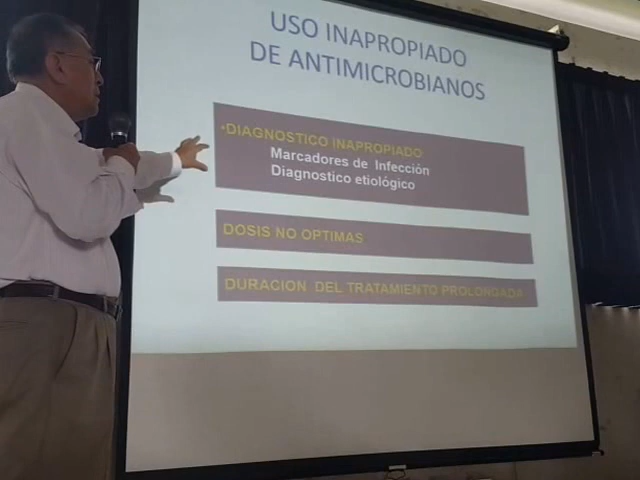 USO INAPROPIADO
DE ANTIMICROBIANOS
•DIAGNOSTICO INAPROPIADO
Marcadores de Infección
Diagnostico etiológico
DOSIS NO OPTIMAS
DURACION DEL TRATAMIENTO PROLONGADA